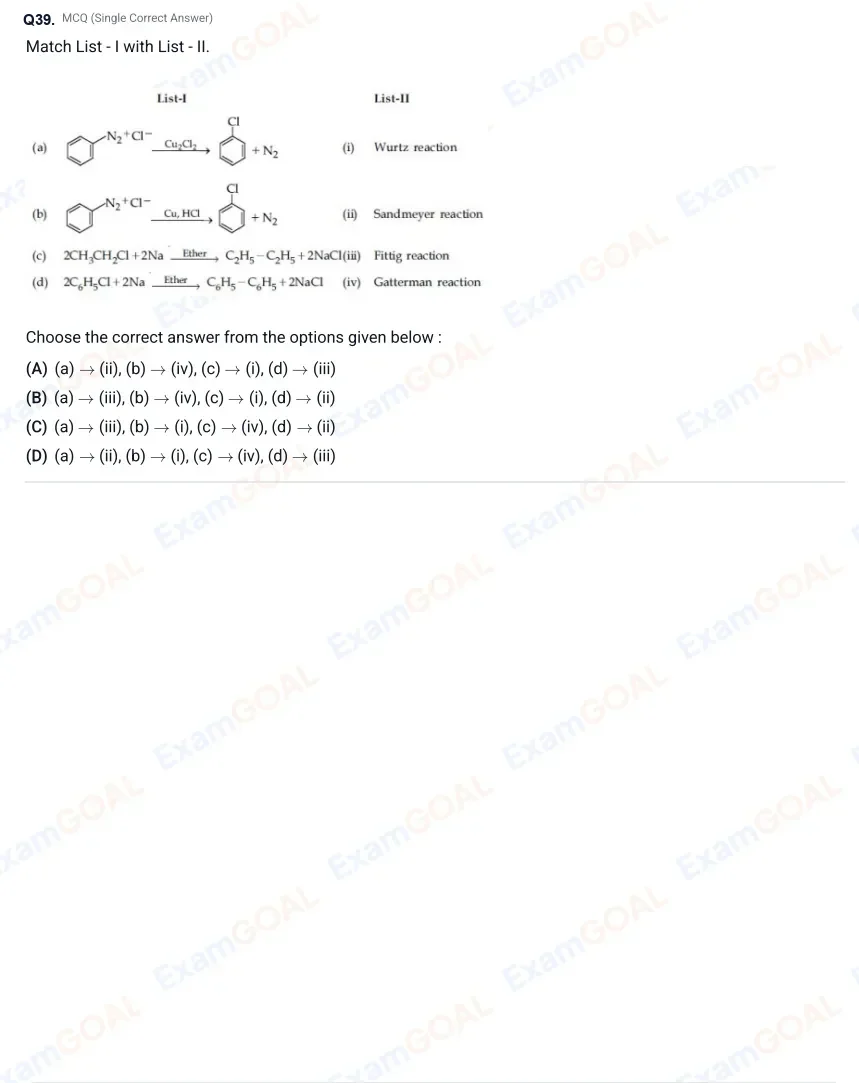 Q39. MCQ (Single Correct Answer)
Match List - I with List - II.
List-I List-II
(a) N₂⁺Cl⁻ Cu₂Cl₂ Cl + N₂ (i) Wurtz reaction
(b) N₂⁺Cl⁻ Cu, HCl Cl + N₂ (ii) Sandmeyer reaction
(c) 2CH₃CH₂Cl + 2Na Ether → C₂H₅ – C₂H₅ + 2NaCl (iii) Fittig reaction
(d) 2C₆H₅Cl + 2Na Ether → C₆H₅ – C₆H₅ + 2NaCl (iv) Gatterman reaction
Choose the correct answer from the options given below :
(A) (a) → (ii), (b) → (iv), (c) → (i), (d) → (iii)
(B) (a) → (iii), (b) → (iv), (c) → (i), (d) → (ii)
(C) (a) → (iii), (b) → (i), (c) → (iv), (d) → (ii)
(D) (a) → (ii), (b) → (i), (c) → (iv), (d) → (iii)
ExamGOAL